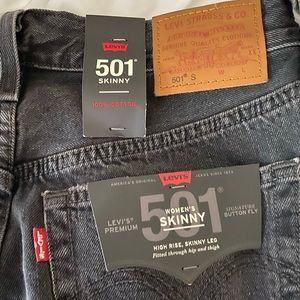 Levi's
501®
SKINNY
100% COTTON
LEVI STRAUSS & CO.
501® S
AMERICA'S ORIGINAL
Levi's
JEANS SINCE 1873
LEVI'S®
PREMIUM
501®
WOMEN'S
SKINNY
SIGNATURE
BUTTON FLY
HIGH RISE, SKINNY LEG
Fitted through hip and thigh
LEVI'S